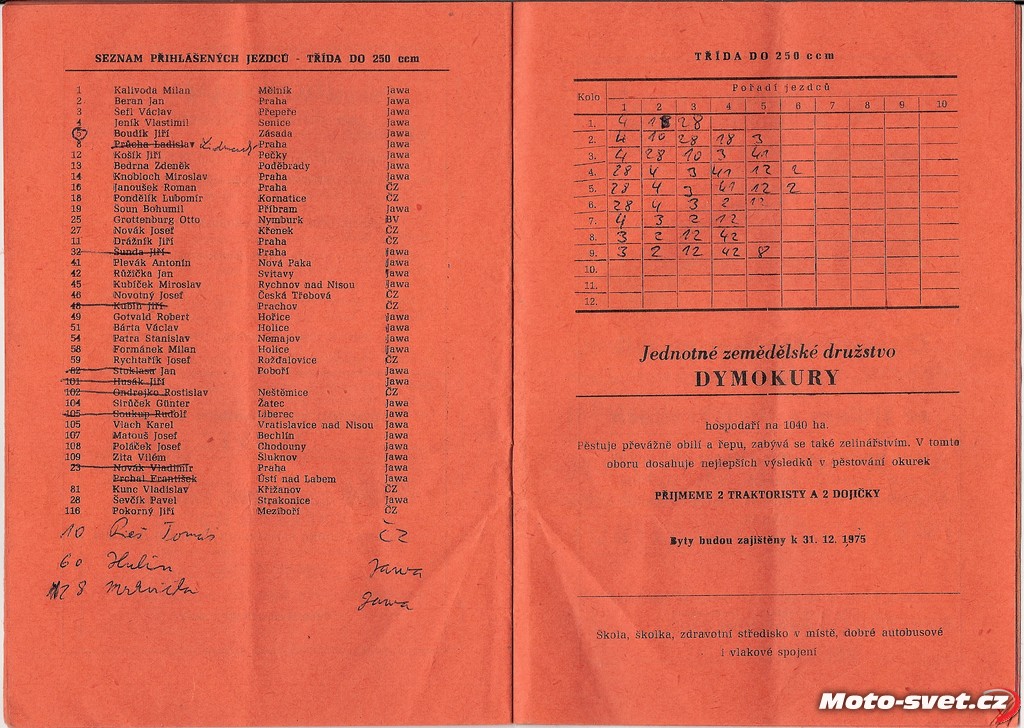 SEZNAM PŘIHLÁŠENÝCH JEZDCŮ - TŘÍDA DO 250 ccm
1 Kalivoda Milan Mělník Jawa
2 Beran Jan Praha Jawa
3 Šefl Václav Přepeře Jawa
4 Jeník Vlastimil Senice Jawa
5 Boudík Jiří Zásada Jawa
8 Průcha Ladislav Praha Jawa
12 Košík Jiří Pečky Jawa
13 Bedrna Zdeněk Poděbrady Jawa
14 Knobloch Miroslav Praha Jawa
16 Janoušek Roman Praha ČZ
18 Pondělík Lubomír Kornatice ČZ
19 Šoun Bohumil Příbram Jawa
25 Grottenburg Otto Nymburk BV
27 Novák Josef Křenek ČZ
11 Drážník Jiří Praha ČZ
32 Šunda Jiří Praha Jawa
41 Plevák Antonín Nová Paka Jawa
42 Růžička Jan Svitavy Jawa
45 Kubíček Miroslav Rychnov nad Nisou Jawa
46 Novotný Josef Česká Třebová ČZ
48 Kubín Jiří Prachov ČZ
49 Gotvald Robert Hořice Jawa
51 Bárta Václav Holice Jawa
54 Patra Stanislav Nemajov Jawa
58 Formánek Milan Holice Jawa
59 Rychtařík Josef Rožďalovice ČZ
82 Stoklasa Jan Poboří Jawa
101 Husák Jiří Jawa
102 Ondrejko Rostislav Neštěmice ČZ
104 Sirůček Günter Žatec Jawa
105 Soukup Rudolf Liberec Jawa
105 Vlach Karel Vratislavice nad Nisou Jawa
107 Matouš Josef Bechlín Jawa
108 Poláček Josef Chodouny Jawa
109 Zita Vilém Šluknov Jawa
23 Novák Vladimír Praha Jawa
Prchal František Ústí nad Labem Jawa
81 Kunc Vladislav Křižanov ČZ
28 Ševčík Pavel Strakonice Jawa
116 Pokorný Jiří Meziboří ČZ
10 Tomáš ČZ
60 Hulín Jawa
28 Jawa
TŘÍDA DO 250 ccm
Kolo Pořadí jezdců
1 2 3 4 5 6 7 8 9 10
1. 4 18 28
2. 4 10 28 18 3
3. 4 28 10 3 41
4. 28 4 3 41 12 2
5. 28 4 3 41 12 2
6. 28 4 3 2 12
7. 4 3 2 12
8. 3 2 12 42
9. 3 2 12 42 8
10.
11.
12.
Jednotné zemědělské družstvo
DYMOKURY
hospodaří na 1040 ha.
Pěstuje převážně obilí a řepu, zabývá se také zelinářstvím. V tomto
oboru dosahuje nejlepších výsledků v pěstování okurek
PŘIJMEME 2 TRAKTORISTY A 2 DOJIČKY
Byty budou zajištěny k 31. 12. 1975
Škola, školka, zdravotní středisko v místě, dobré autobusové
i vlakové spojení
Moto-svet.cz